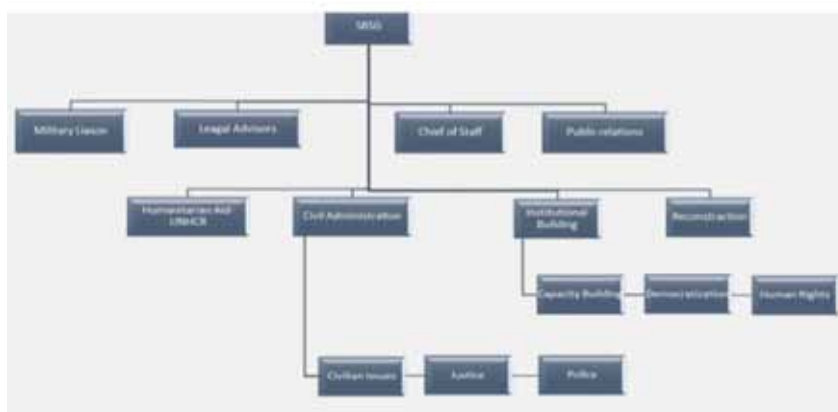 SRSG
Military Liaison
Leagal Advisors
Chief of Staff
Public relations
Humanitarian Aid
UNHCR
Civil Administration
Institutional
Building
Reconstraction
Capacity Building
Democratization
Human Rights
Civilian Issues
Justice
Police